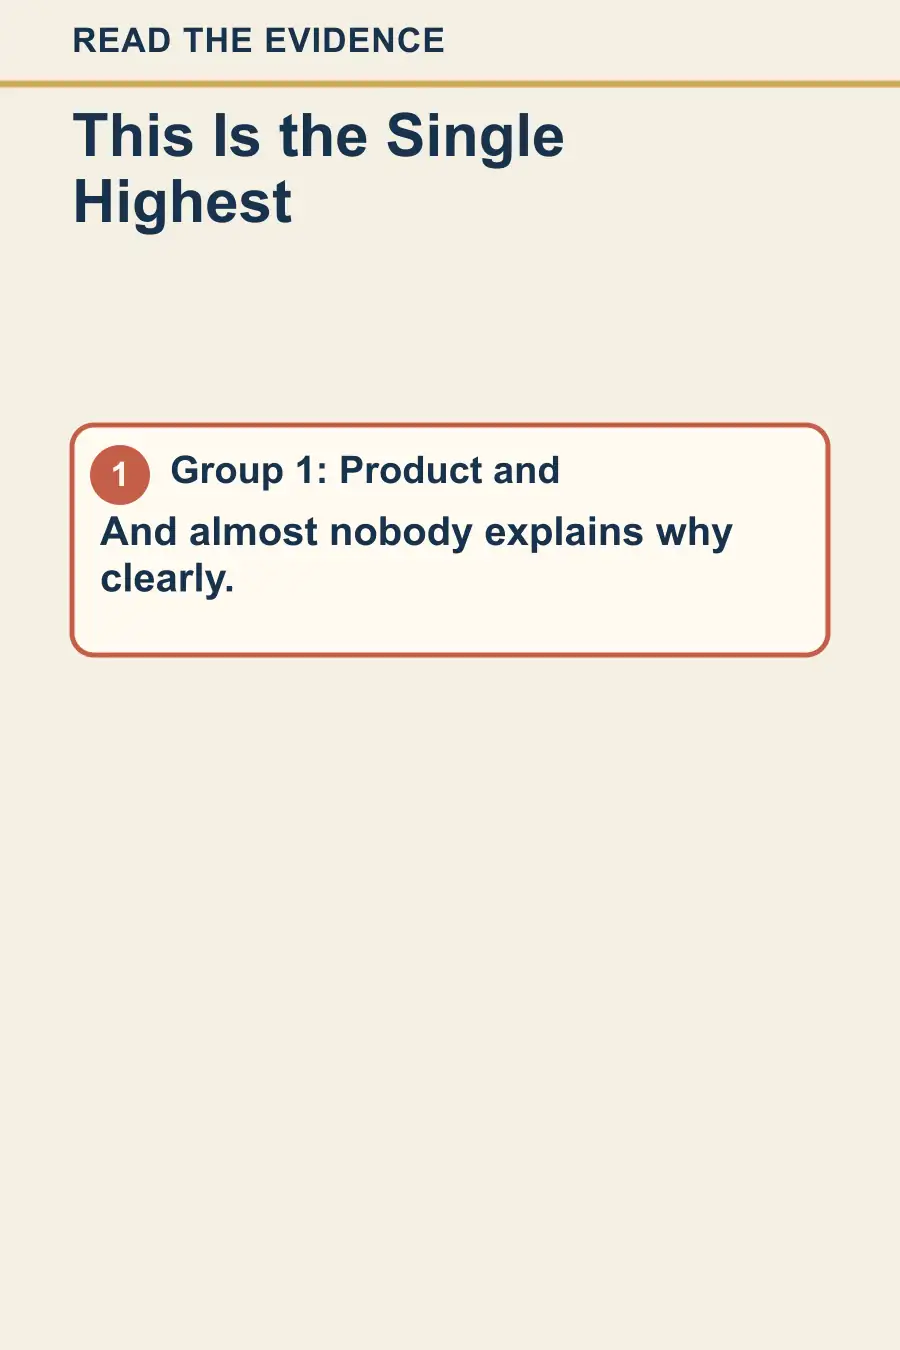 READ THE EVIDENCE
This Is the Single
Highest
1 Group 1: Product and
And almost nobody explains why
clearly.